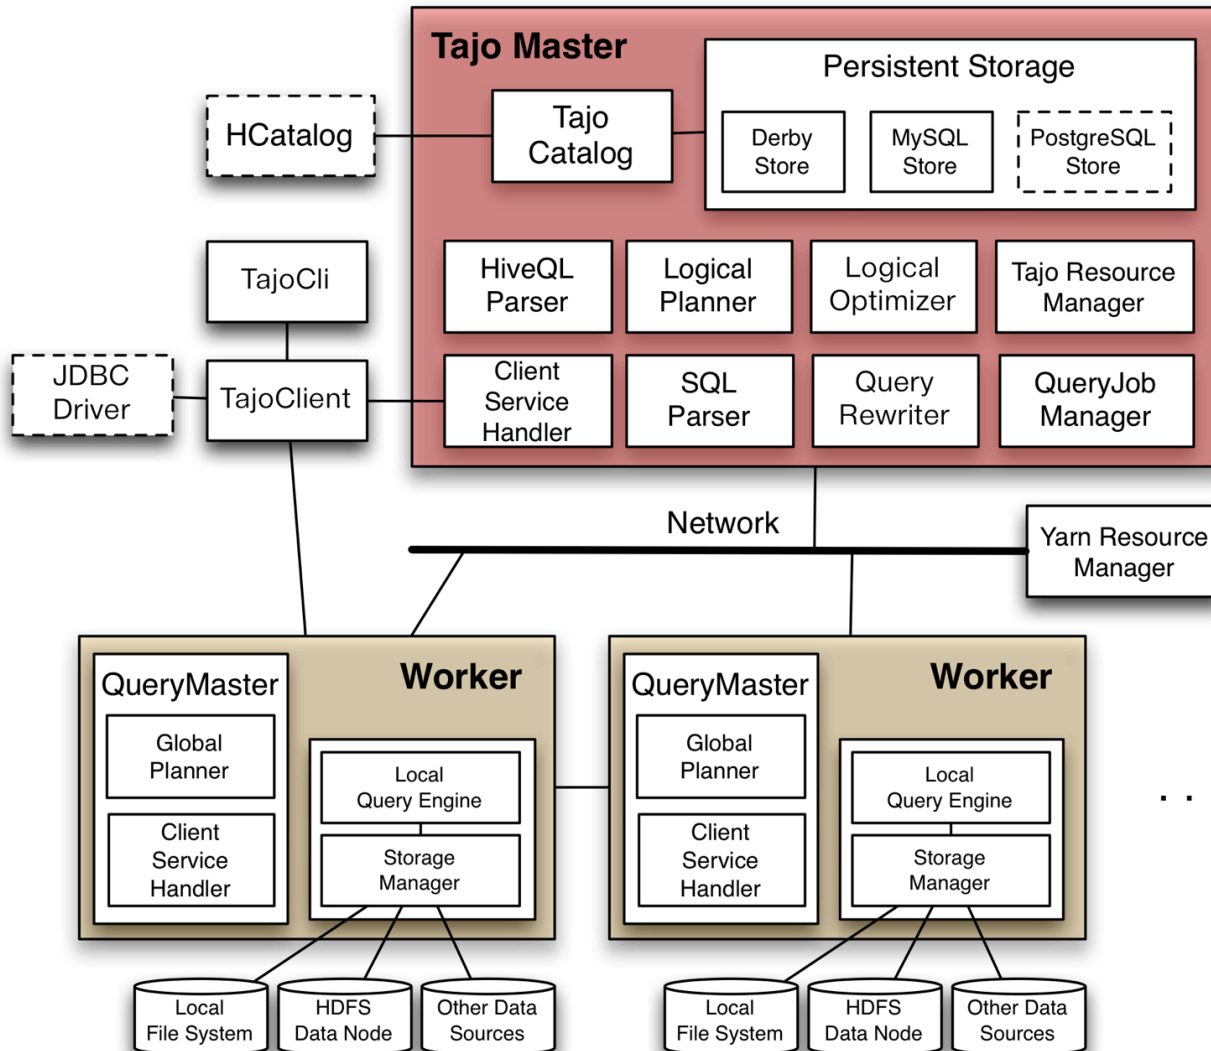 Tajo Master
Persistent Storage
HCatalog
Tajo
Catalog
Derby
Store
MySQL
Store
PostgreSQL
Store
TajoCli
HiveQL
Parser
Logical
Planner
Logical
Optimizer
Tajo Resource
Manager
JDBC
Driver
TajoClient
Client
Service
Handler
SQL
Parser
Query
Rewriter
QueryJob
Manager
Network
Yarn Resource
Manager
Worker
QueryMaster
Global
Planner
Client
Service
Handler
Local
Query Engine
Storage
Manager
Worker
QueryMaster
Global
Planner
Client
Service
Handler
Local
Query Engine
Storage
Manager
. .
Local
File System
HDFS
Data Node
Other Data
Sources
Local
File System
HDFS
Data Node
Other Data
Sources